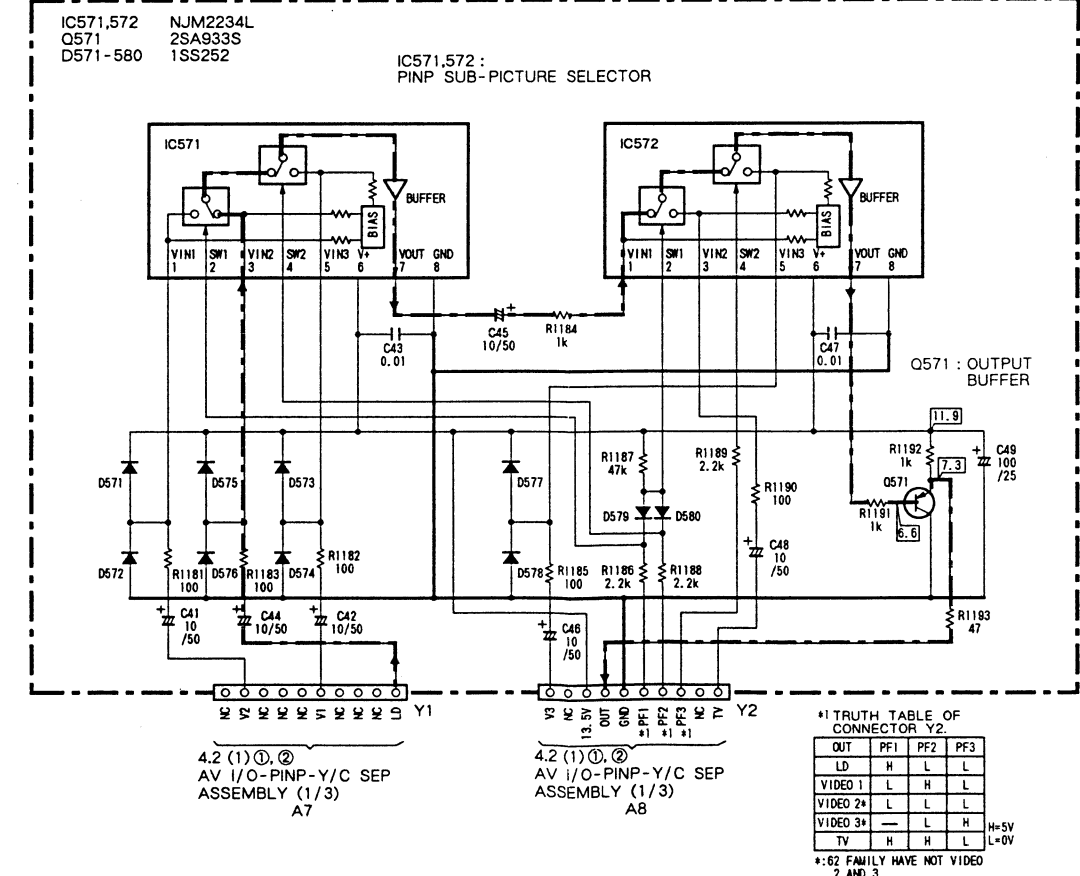 IC571,572 NJM2234L
Q571 2SA933S
D571-580 1SS252
IC571,572 :
PINP SUB-PICTURE SELECTOR
IC571
BUFFER
BIAS
VIN1 SW1 VIN2 SW2 VIN3 V+ VOUT GND
1 2 3 4 5 6 7 8
IC572
BUFFER
BIAS
VIN1 SW1 VIN2 SW2 VIN3 V+ VOUT GND
1 2 3 4 5 6 7 8
C43
0.01
C45
10/50
R1184
1k
C47
0.01
Q571 : OUTPUT
BUFFER
11.9
D571
D575
D573
D577
R1187
47k
R1189
2.2k
R1190
100
R1192
1k
7.3
Q571
C49
100
/25
D579
D580
R1191
1k
6.6
D572
R1181
100
D576
R1183
100
D574
R1182
100
D578
R1185
100
R1186
2.2k
R1188
2.2k
C48
10
/50
C41
10
/50
C44
10/50
C42
10/50
C46
10
/50
R1193
47
NC V2 NC NC NC V1 NC NC NC LD Y1
V3 NC 13.5V OUT GND PF1 PF2 PF3 NC TV Y2
*1 *1 *1
4.2 (1)①,②
AV I/O-PINP-Y/C SEP
ASSEMBLY (1/3)
A7
4.2 (1)①,②
AV I/O-PINP-Y/C SEP
ASSEMBLY (1/3)
A8
*1 TRUTH TABLE OF
CONNECTOR Y2.
OUT PF1 PF2 PF3
LD H L L
VIDEO 1 L H L
VIDEO 2* L L L
VIDEO 3* — L H
TV H H L
H=5V
L=0V
*:62 FAMILY HAVE NOT VIDEO
2 AND 3